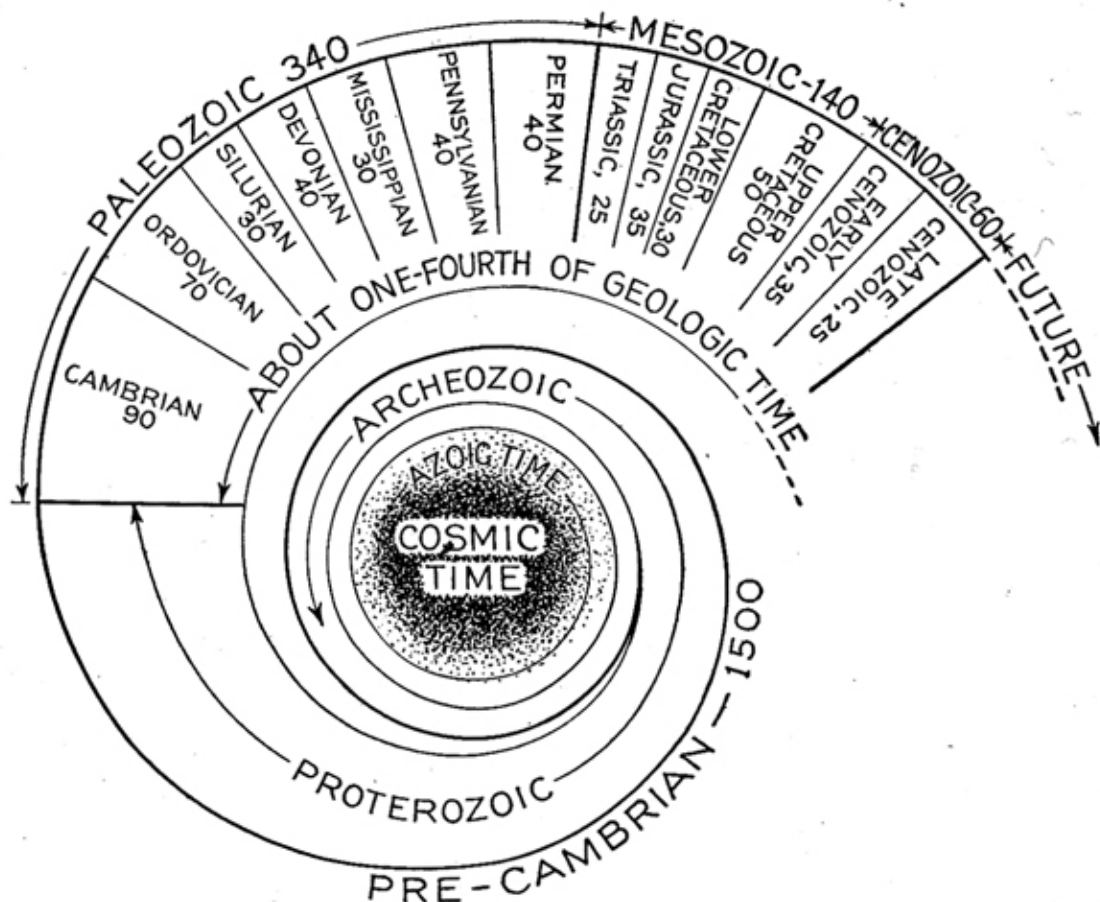 PALEOZOIC 340
MESOZOIC-140
CENOZOIC 60
FUTURE
CAMBRIAN
90
ORDOVICIAN
70
SILURIAN
30
DEVONIAN
40
MISSISSIPPIAN
30
PENNSYLVANIAN
40
PERMIAN
40
TRIASSIC, 25
JURASSIC, 35
LOWER
CRETACEOUS.30
UPPER
CRETACEOUS
50
EARLY
CENOZOIC,35
LATE
CENOZOIC,25
ABOUT ONE-FOURTH OF GEOLOGIC TIME
ARCHEOZOIC
AZOIC TIME
COSMIC
TIME
PROTEROZOIC
PRE-CAMBRIAN — 1500